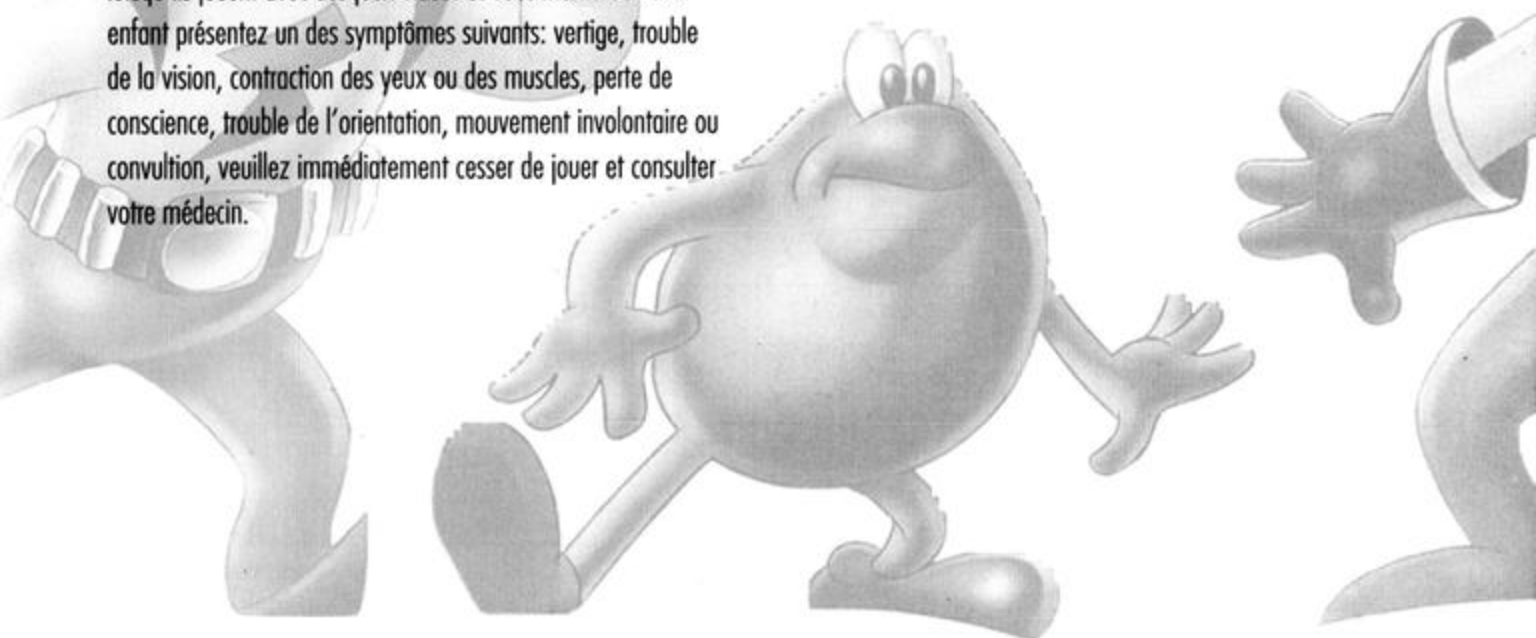 enfant présentez un des symptômes suivants: vertige, trouble
de la vision, contraction des yeux ou des muscles, perte de
conscience, trouble de l'orientation, mouvement involontaire ou
convultion, veuillez immédiatement cesser de jouer et consulter
votre médecin.